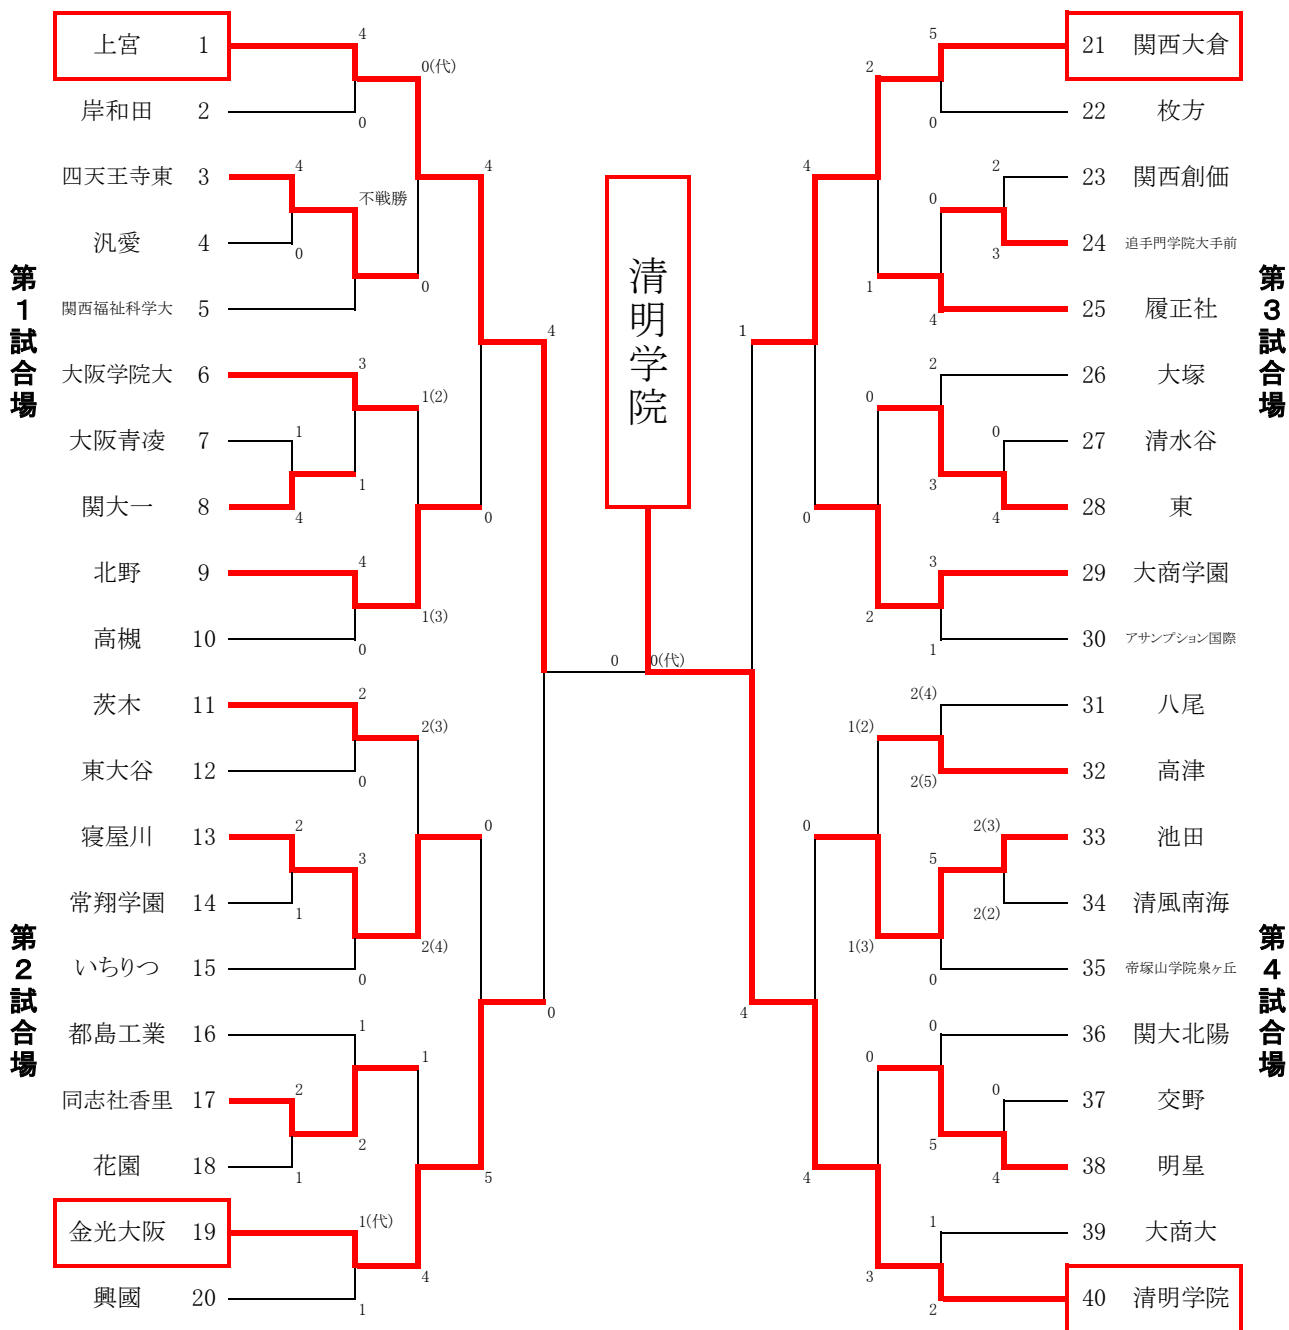 第1試合場
上宮 1
岸和田 2
四天王寺東 3
汎愛 4
関西福祉科学大 5
大阪学院大 6
大阪青凌 7
関大一 8
北野 9
高槻 10
第2試合場
茨木 11
東大谷 12
寝屋川 13
常翔学園 14
いちりつ 15
都島工業 16
同志社香里 17
花園 18
金光大阪 19
興國 20
4
0
4
0
不戦勝
0(代)
0
3
1
4
1
1(2)
4
0
1(3)
4
0
4
2
0
2(3)
2
1
3
0
2(4)
1
2
1
2
1
1(代)
1
4
0
5
0
0
0(代)
清明学院
第3試合場
21 関西大倉
22 枚方
23 関西創価
24 追手門学院大手前
25 履正社
26 大塚
27 清水谷
28 東
29 大商学園
30 アサンプション国際
第4試合場
31 八尾
32 高津
33 池田
34 清風南海
35 帝塚山学院泉ヶ丘
36 関大北陽
37 交野
38 明星
39 大商大
40 清明学院
5
0
2
2
3
0
4
1
4
2
0
4
3
0
3
1
2
0
1
2(4)
2(5)
1(2)
2(3)
2(2)
5
0
1(3)
0
0
0
4
5
0
1
2
3
4
4